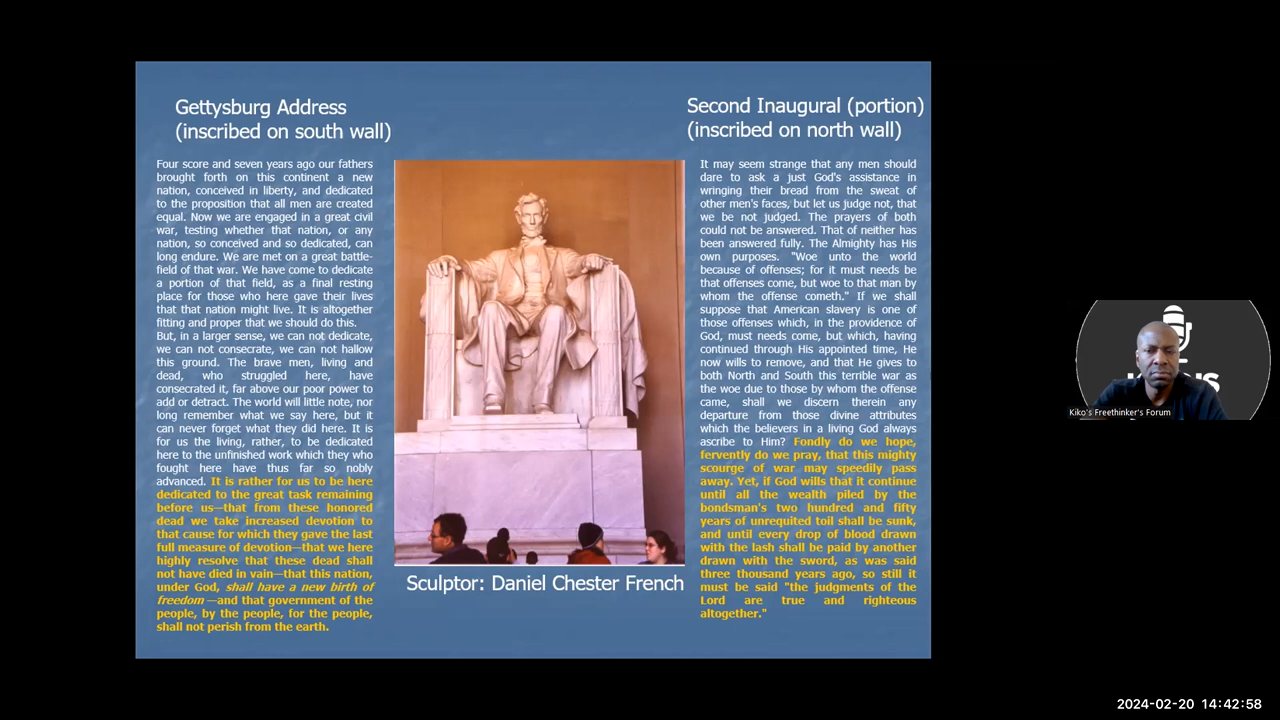 Gettysburg Address
(inscribed on south wall)
Four score and seven years ago our fathers
brought forth on this continent a new
nation, conceived in liberty, and dedicated
to the proposition that all men are created
equal. Now we are engaged in a great civil
war, testing whether that nation, or any
nation, so conceived and so dedicated, can
long endure. We are met on a great battle-
field of that war. We have come to dedicate
a portion of that field, as a final resting
place for those who here gave their lives
that that nation might live. It is altogether
fitting and proper that we should do this.
But, in a larger sense, we can not dedicate,
we can not consecrate, we can not hallow
this ground. The brave men, living and
dead, who struggled here, have
consecrated it, far above our poor power to
add or detract. The world will little note, nor
long remember what we say here, but it
can never forget what they did here. It is
for us the living, rather, to be dedicated
here to the unfinished work which they who
fought here have thus far so nobly
advanced. It is rather for us to be here
dedicated to the great task remaining
before us—that from these honored
dead we take increased devotion to
that cause for which they gave the last
full measure of devotion—that we here
highly resolve that these dead shall
not have died in vain—that this nation,
under God, shall have a new birth of
freedom—and that government of the
people, by the people, for the people,
shall not perish from the earth.
Sculptor: Daniel Chester French
Second Inaugural (portion)
(inscribed on north wall)
It may seem strange that any men should
dare to ask a just God's assistance in
wringing their bread from the sweat of
other men's faces, but let us judge not, that
we be not judged. The prayers of both
could not be answered. That of neither has
been answered fully. The Almighty has His
own purposes. "Woe unto the world
because of offenses; for it must needs be
that offenses come, but woe to that man by
whom the offense cometh." If we shall
suppose that American slavery is one of
those offenses which, in the providence of
God, must needs come, but which, having
continued through His appointed time, He
now wills to remove, and that He gives to
both North and South this terrible war as
the woe due to those by whom the offense
came, shall we discern therein any
departure from those divine attributes
which the believers in a living God always
ascribe to Him? Fondly do we hope,
fervently do we pray, that this mighty
scourge of war may speedily pass
away. Yet, if God wills that it continue
until all the wealth piled by the
bondsman's two hundred and fifty
years of unrequited toil shall be sunk,
and until every drop of blood drawn
with the lash shall be paid by another
drawn with the sword, as was said
three thousand years ago, so still it
must be said "the judgments of the
Lord are true and righteous
altogether."
Kiko's Freethinker's Forum
2024-02-20 14:42:58